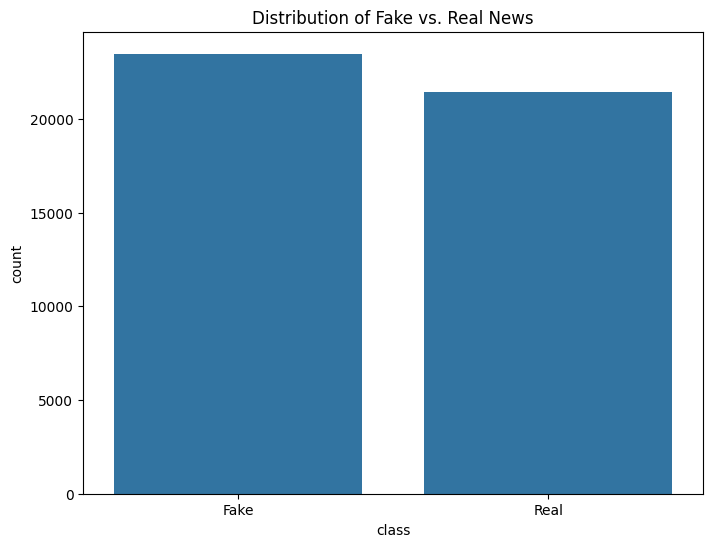 Distribution of Fake vs. Real News
20000
15000
10000
5000
0
count
Fake Real
class